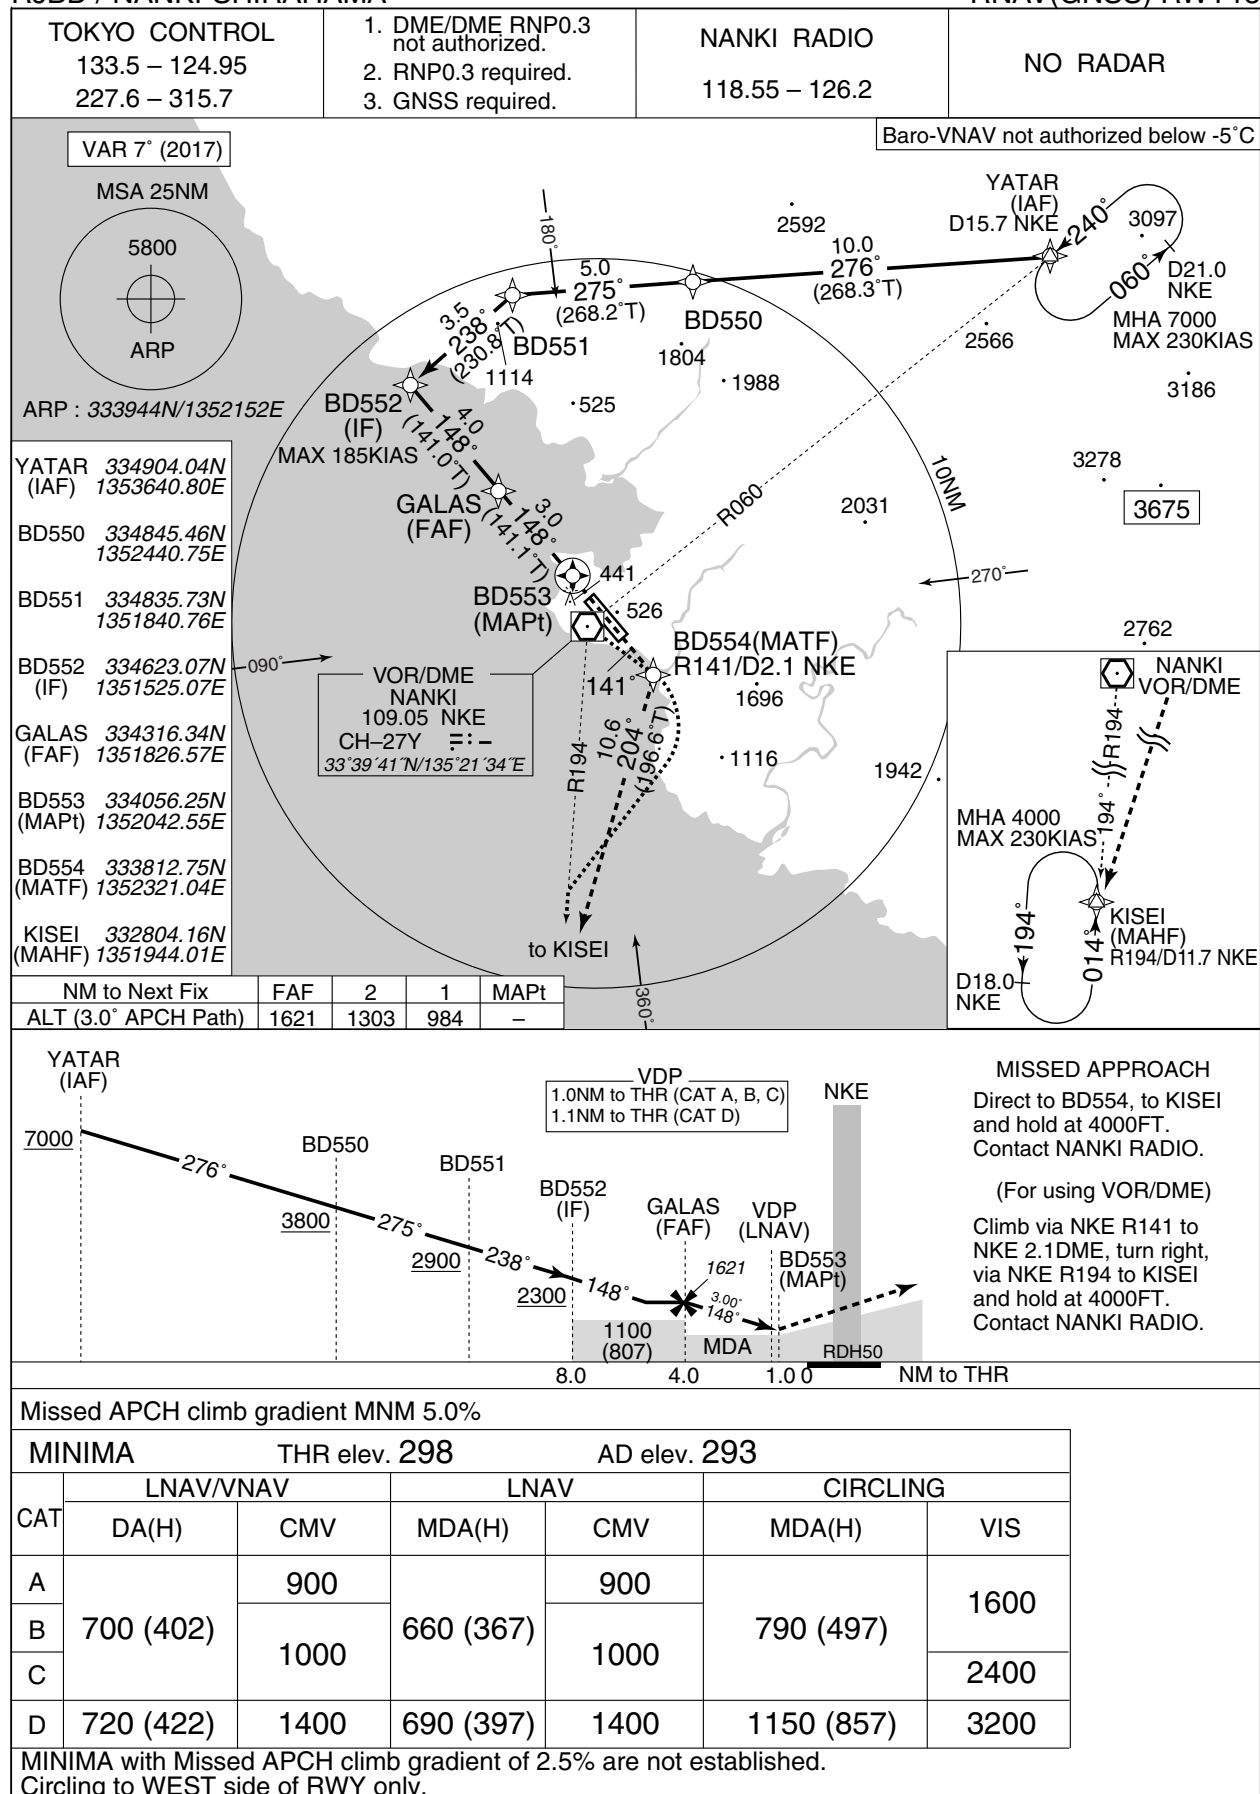 TOKYO CONTROL
133.5 – 124.95
227.6 – 315.7
1. DME/DME RNP0.3
not authorized.
2. RNP0.3 required.
3. GNSS required.
NANKI RADIO
118.55 – 126.2
NO RADAR
VAR 7° (2017)
Baro-VNAV not authorized below -5°C
MSA 25NM
5800
ARP
ARP : 333944N/1352152E
YATAR
(IAF)
D15.7 NKE
240°
3097
060°
D21.0
NKE
MHA 7000
MAX 230KIAS
180°
2592
10.0
276°
(268.3°T)
5.0
275°
(268.2°T)
BD550
3.5
238°
(230.8°T)
BD551
1114
1804
1988
2566
3186
525
BD552
(IF)
MAX 185KIAS
4.0
148°
(141.0°T)
GALAS
(FAF)
3.0
148°
(141.1°T)
10NM
R060
2031
3278
3675
270°
441
BD553
(MAPt)
526
BD554(MATF)
R141/D2.1 NKE
141°
1696
090°
VOR/DME
NANKI
109.05 NKE
CH–27Y
33°39´41˝N/135°21´34˝E
R194
10.6
204°
(196.6°T)
1116
1942
2762
to KISEI
360°
NANKI
VOR/DME
R194
194°
MHA 4000
MAX 230KIAS
194°
014°
KISEI
(MAHF)
R194/D11.7 NKE
D18.0
NKE
YATAR 334904.04N
(IAF) 1353640.80E
BD550 334845.46N
1352440.75E
BD551 334835.73N
1351840.76E
BD552 334623.07N
(IF) 1351525.07E
GALAS 334316.34N
(FAF) 1351826.57E
BD553 334056.25N
(MAPt) 1352042.55E
BD554 333812.75N
(MATF) 1352321.04E
KISEI 332804.16N
(MAHF) 1351944.01E
NM to Next Fix FAF 2 1 MAPt
ALT (3.0° APCH Path) 1621 1303 984 –
YATAR
(IAF)
7000
276°
BD550
3800
275°
BD551
2900
238°
BD552
(IF)
2300
148°
GALAS
(FAF)
1621
3.00°
148°
VDP
1.0NM to THR (CAT A, B, C)
1.1NM to THR (CAT D)
VDP
(LNAV)
BD553
(MAPt)
NKE
1100
(807)
MDA
RDH50
8.0 4.0 1.0 0 NM to THR
MISSED APPROACH
Direct to BD554, to KISEI
and hold at 4000FT.
Contact NANKI RADIO.
(For using VOR/DME)
Climb via NKE R141 to
NKE 2.1DME, turn right,
via NKE R194 to KISEI
and hold at 4000FT.
Contact NANKI RADIO.
Missed APCH climb gradient MNM 5.0%
MINIMA THR elev. 298 AD elev. 293
CAT LNAV/VNAV LNAV CIRCLING
DA(H) CMV MDA(H) CMV MDA(H) VIS
A 900 900
1600
B 700 (402) 660 (367) 790 (497)
1000 1000
C 2400
D 720 (422) 1400 690 (397) 1400 1150 (857) 3200
MINIMA with Missed APCH climb gradient of 2.5% are not established.
Circling to WEST side of RWY only.